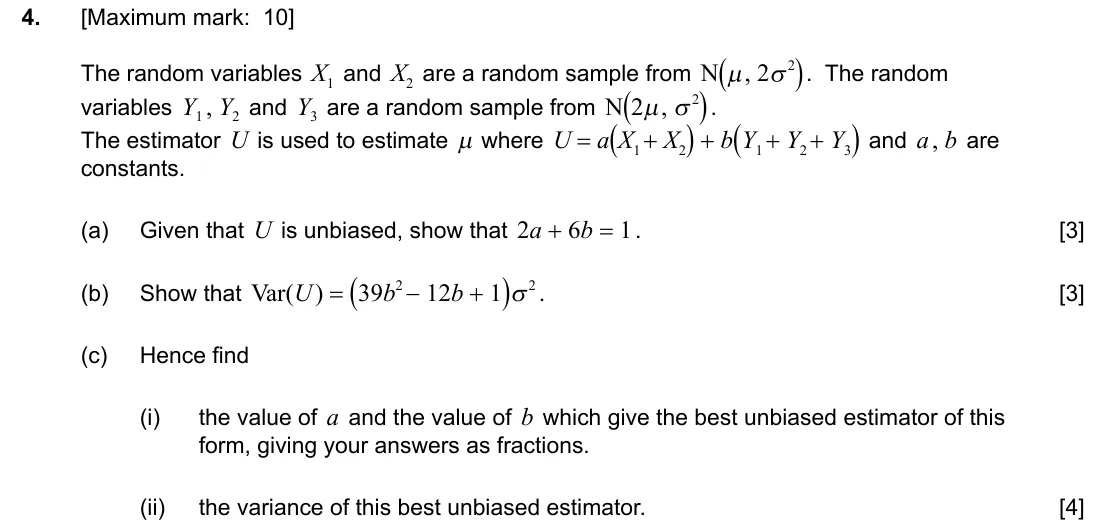 4. [Maximum mark: 10]
The random variables X₁ and X₂ are a random sample from N(μ, 2σ²). The random
variables Y₁, Y₂ and Y₃ are a random sample from N(2μ, σ²).
The estimator U is used to estimate μ where U = a(X₁ + X₂) + b(Y₁ + Y₂ + Y₃) and a, b are
constants.
(a) Given that U is unbiased, show that 2a + 6b = 1. [3]
(b) Show that Var(U) = (39b² − 12b + 1)σ². [3]
(c) Hence find
(i) the value of a and the value of b which give the best unbiased estimator of this
form, giving your answers as fractions.
(ii) the variance of this best unbiased estimator. [4]